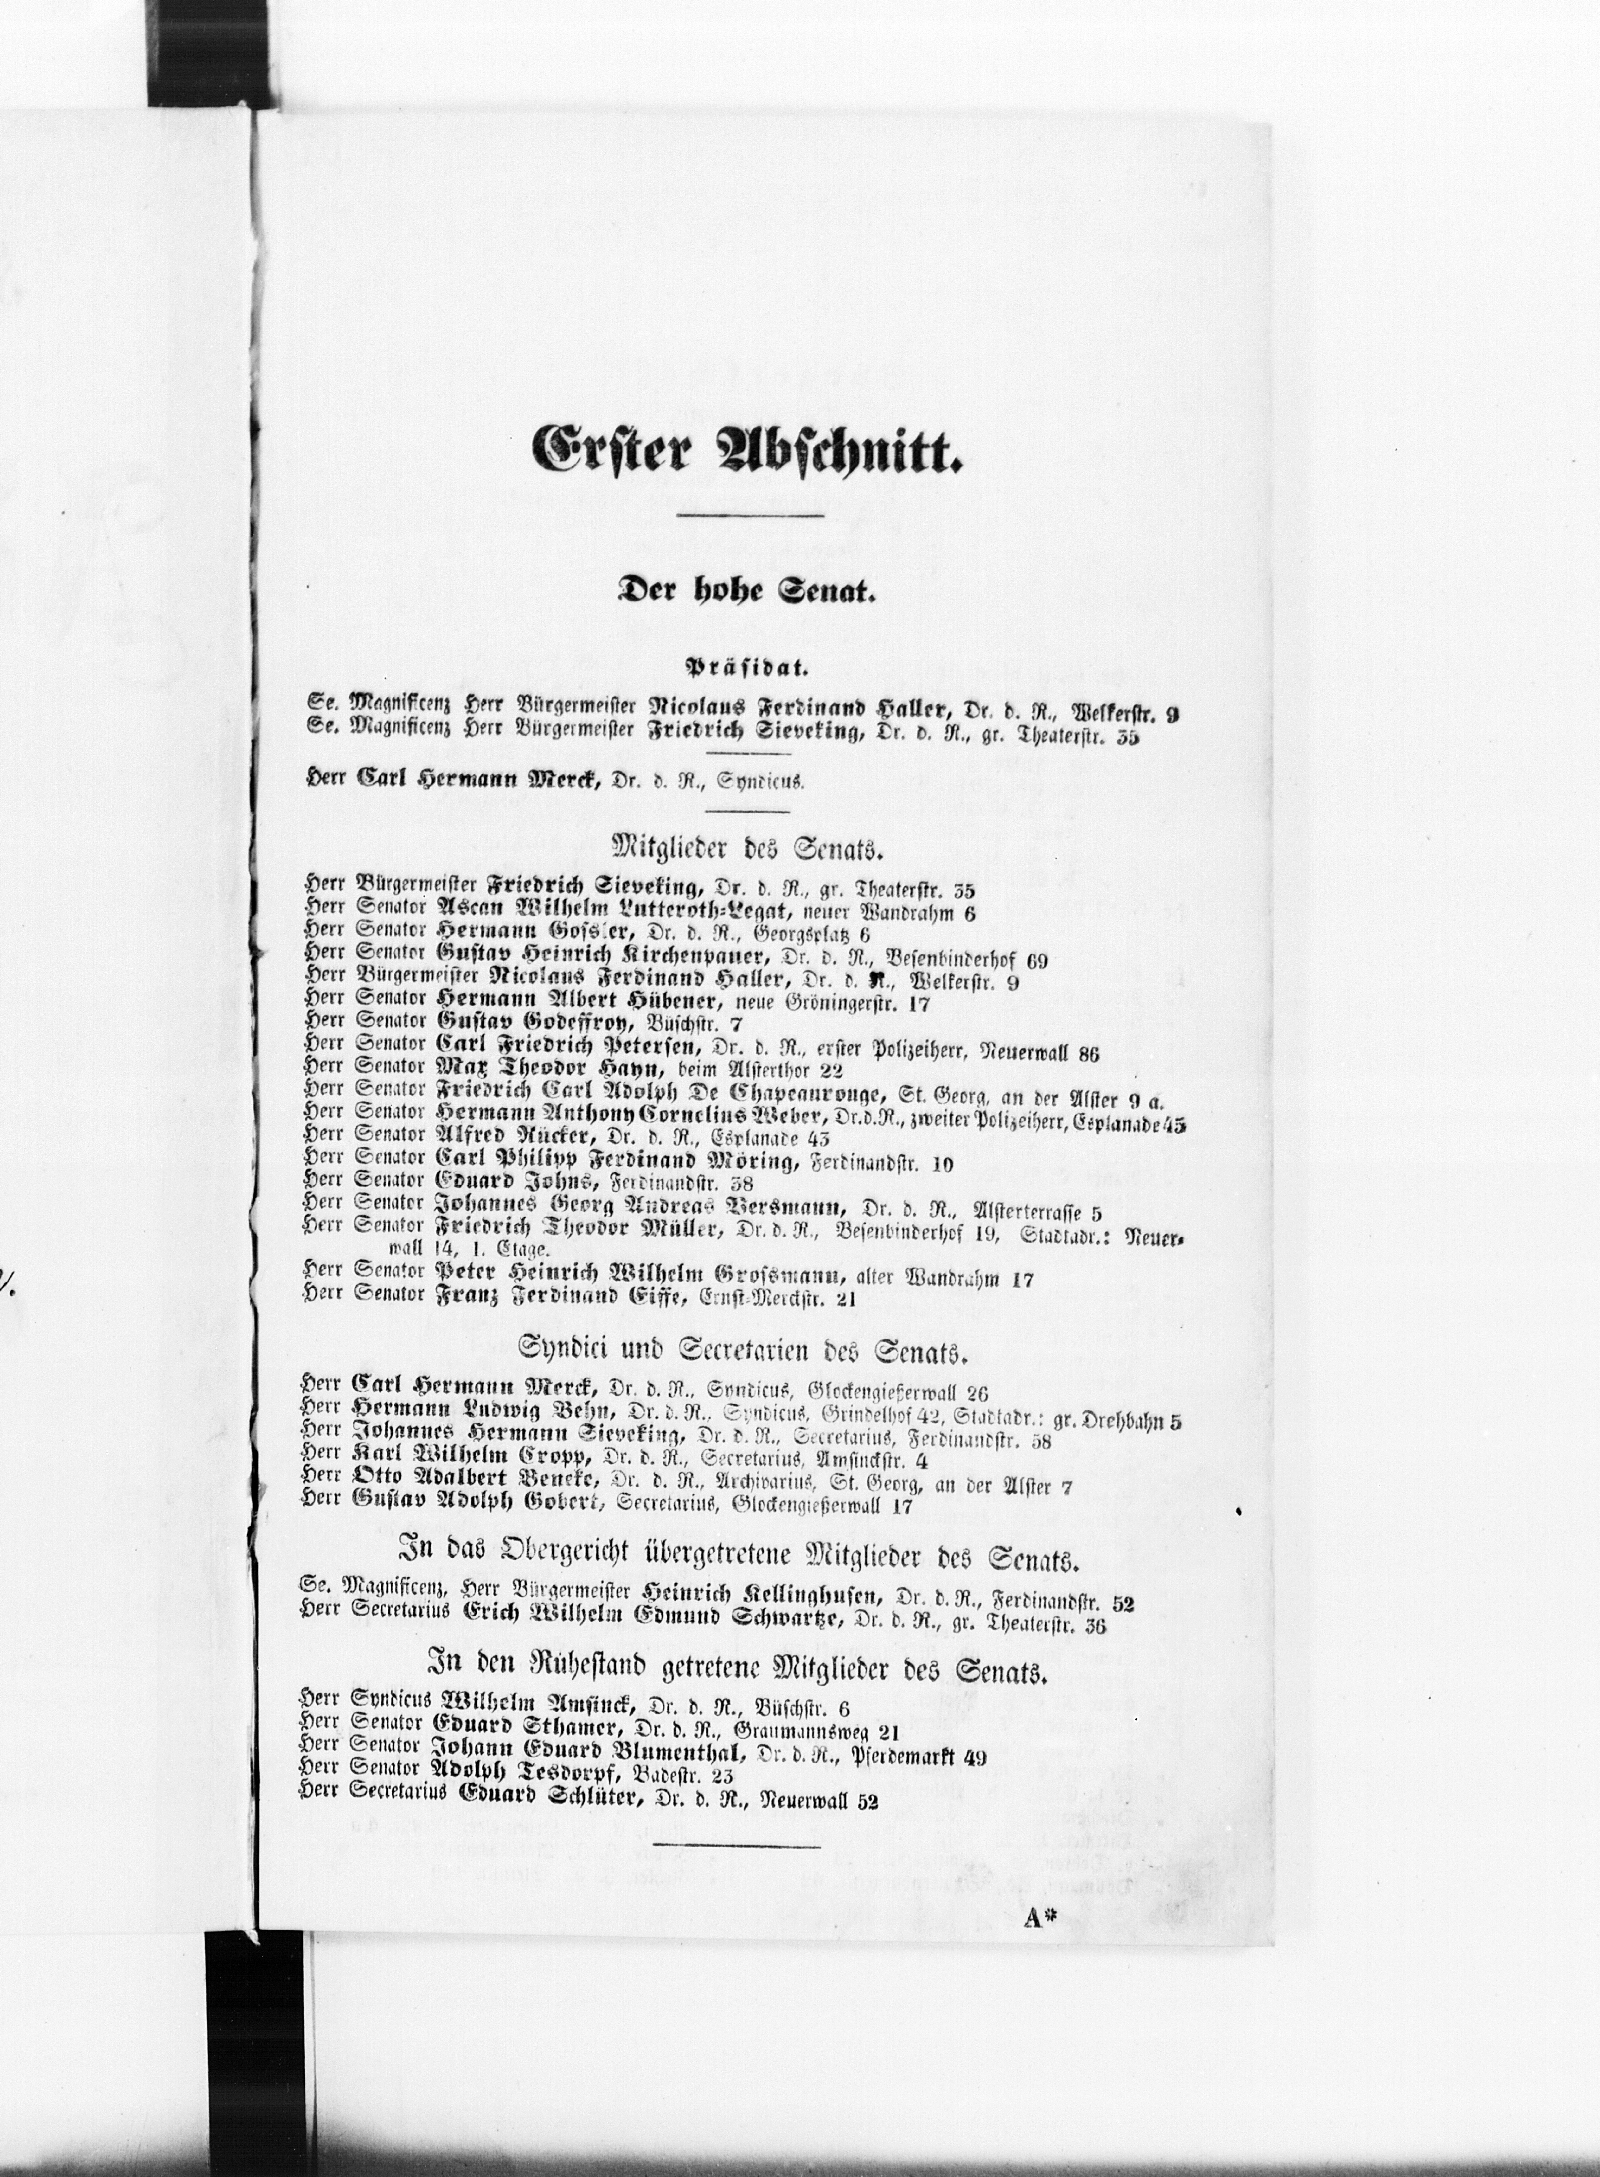 Erster Abschnitt.
Der hohe Senat.
Präsidat.
Se. Magnificenz Herr Bürgermeister Nicolaus Ferdinand Haller, Dr. d. R., Welkerstr. 9
Se. Magnificenz Herr Bürgermeister Friedrich Sieveking, Dr. d. R., gr. Theaterstr. 35
Herr Carl Hermann Merck, Dr. d. R., Syndicus.
Mitglieder des Senats.
Herr Bürgermeister Friedrich Sieveking, Dr. d. R., gr. Theaterstr. 35
Herr Senator Ascan Wilhelm Lutteroth-Legat, neuer Wandrahm 6
Herr Senator Hermann Gossler, Dr. d. R., Georgsplatz 6
Herr Senator Gustav Heinrich Kirchenpauer, Dr. d. R., Besenbinderhof 69
Herr Bürgermeister Nicolaus Ferdinand Haller, Dr. d. R., Welkerstr. 9
Herr Senator Hermann Albert Hübener, neue Gröningerstr. 17
Herr Senator Gustav Godeffroy, Büschstr. 7
Herr Senator Carl Friedrich Petersen, Dr. d. R., erster Polizeiherr, Neuerwall 86
Herr Senator Max Theodor Hayn, beim Alsterthor 22
Herr Senator Friedrich Carl Adolph De Chapeaurouge, St. Georg, an der Alster 9 a.
Herr Senator Hermann Anthony Cornelius Weber, Dr. d. R., zweiter Polizeiherr, Esplanade 45
Herr Senator Alfred Rücker, Dr. d. R., Esplanade 43
Herr Senator Carl Philipp Ferdinand Möring, Ferdinandstr. 10
Herr Senator Eduard Johns, Ferdinandstr. 38
Herr Senator Johannes Georg Andreas Versmann, Dr. d. R., Alsterterrasse 5
Herr Senator Friedrich Theodor Müller, Dr. d. R., Besenbinderhof 19, Stadtadr.: Neuer-
wall 14, 1. Etage.
Herr Senator Peter Heinrich Wilhelm Grossmann, alter Wandrahm 17
Herr Senator Franz Ferdinand Eiffe, Ernst-Merckstr. 21
Syndici und Secretarien des Senats.
Herr Carl Hermann Merck, Dr. d. R., Syndicus, Glockengießerwall 26
Herr Hermann Ludwig Behn, Dr. d. R., Syndicus, Grindelhof 42, Stadtadr.: gr. Drehbahn 5
Herr Johannes Hermann Sieveking, Dr. d. R., Secretarius, Ferdinandstr. 58
Herr Karl Wilhelm Cropp, Dr. d. R., Secretarius, Amsinckstr. 4
Herr Otto Adalbert Beneke, Dr. d. R., Archivarius, St. Georg, an der Alster 7
Herr Gustav Adolph Gobert, Secretarius, Glockengießerwall 17
In das Obergericht übergetretene Mitglieder des Senats.
Se. Magnificenz, Herr Bürgermeister Heinrich Kellinghusen, Dr. d. R., Ferdinandstr. 52
Herr Secretarius Erich Wilhelm Edmund Schwartze, Dr. d. R., gr. Theaterstr. 36
In den Ruhestand getretene Mitglieder des Senats.
Herr Syndicus Wilhelm Amsinck, Dr. d. R., Büschstr. 6
Herr Senator Eduard Sthamer, Dr. d. R., Graumannsweg 21
Herr Senator Johann Eduard Blumenthal, Dr. d. R., Pferdemarkt 49
Herr Senator Adolph Tesdorpf, Badestr. 23
Herr Secretarius Eduard Schlüter, Dr. d. R., Neuerwall 52
A*